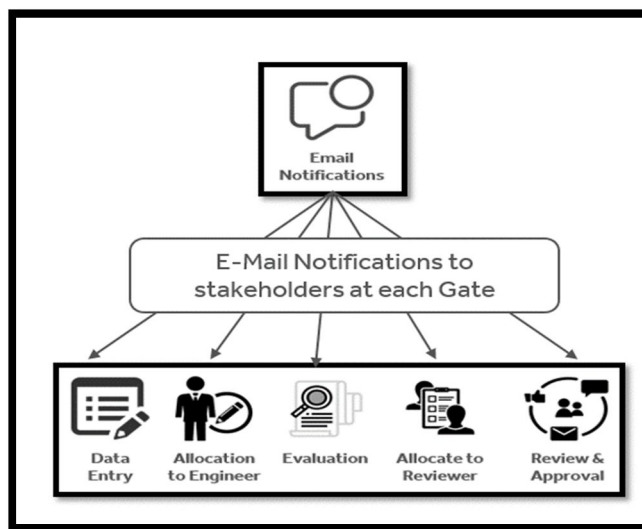 Email
Notifications
E-Mail Notifications to
stakeholders at each Gate
Data
Entry
Allocation
to Engineer
Evaluation
Allocate to
Reviewer
Review &
Approval